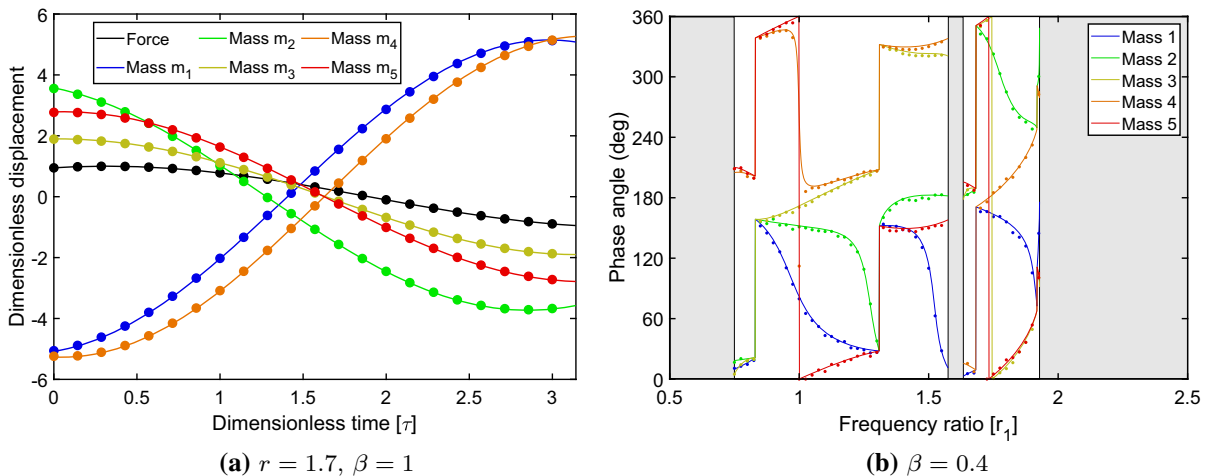 Dimensionless displacement
6
4
2
0
-2
-4
-6
Force
Mass m1
Mass m2
Mass m3
Mass m4
Mass m5
0
0.5
1
1.5
2
2.5
3
Dimensionless time [τ]
(a) r = 1.7, β = 1
Phase angle (deg)
360
300
240
180
120
60
0
Mass 1
Mass 2
Mass 3
Mass 4
Mass 5
0.5
1
1.5
2
2.5
Frequency ratio [r1]
(b) β = 0.4